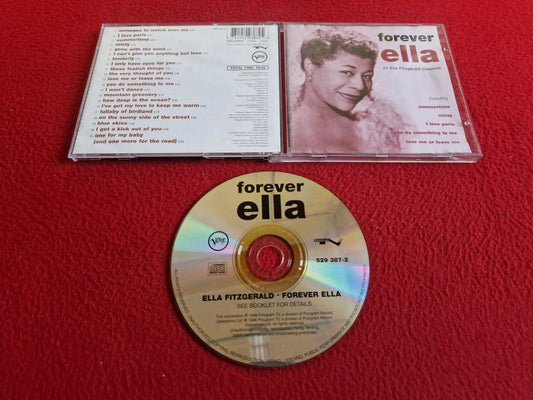 someone to watch over me
I love paris
summertime
misty
gone with the wind
I can't give you anything but love
tenderly
I only have eyes for you
these foolish things
the very thought of you
love me or leave me
you do something to me
I won't dance
mountain greenery
how deep is the ocean?
I've got my love to keep me warm
lullaby of birdland
on the sunny side of the street
blue skies
I get a kick out of you
one for my baby
(and one more for the road)
Verve
TOTAL TIME
forever
ella
21 Ella Fitzgerald Classics
including
summertime
misty
I love paris
you do something to me
love me or leave me
forever
ella
Verve
529 387-2
ELLA FITZGERALD · FOREVER ELLA
SEE BOOKLET FOR DETAILS